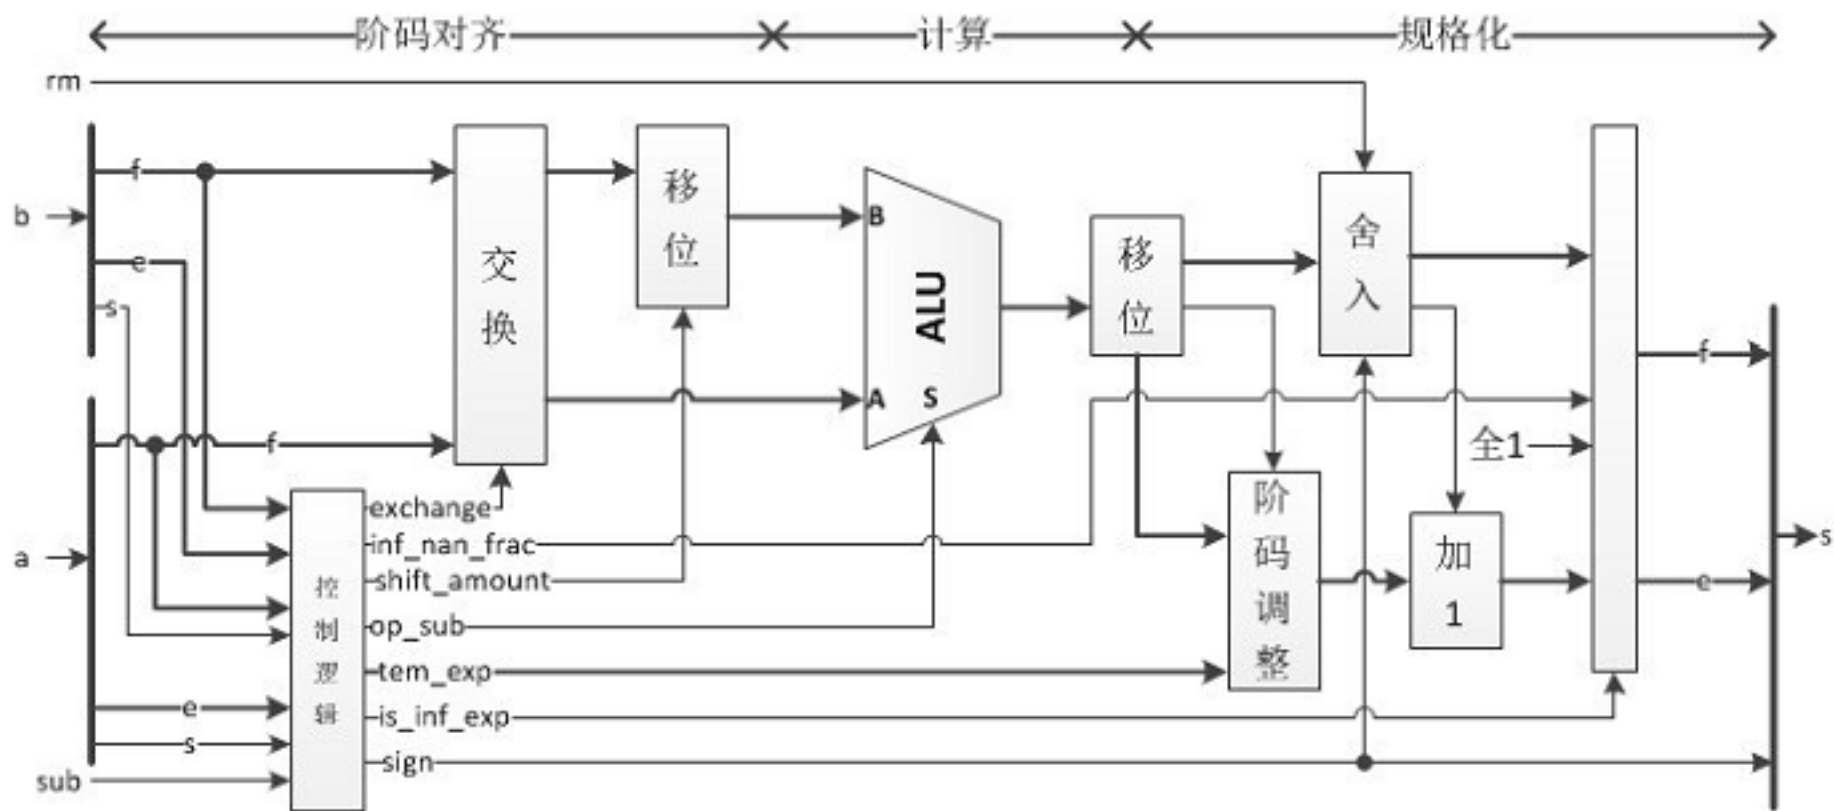 阶码对齐 计算 规格化
rm
b
f
e
s
交换
移位
B
A
S
ALU
移位
舍入
全1
f
e
s
a
f
e
s
sub
控制逻辑
exchange
inf_nan_frac
shift_amount
op_sub
tem_exp
is_inf_exp
sign
阶码调整
加1